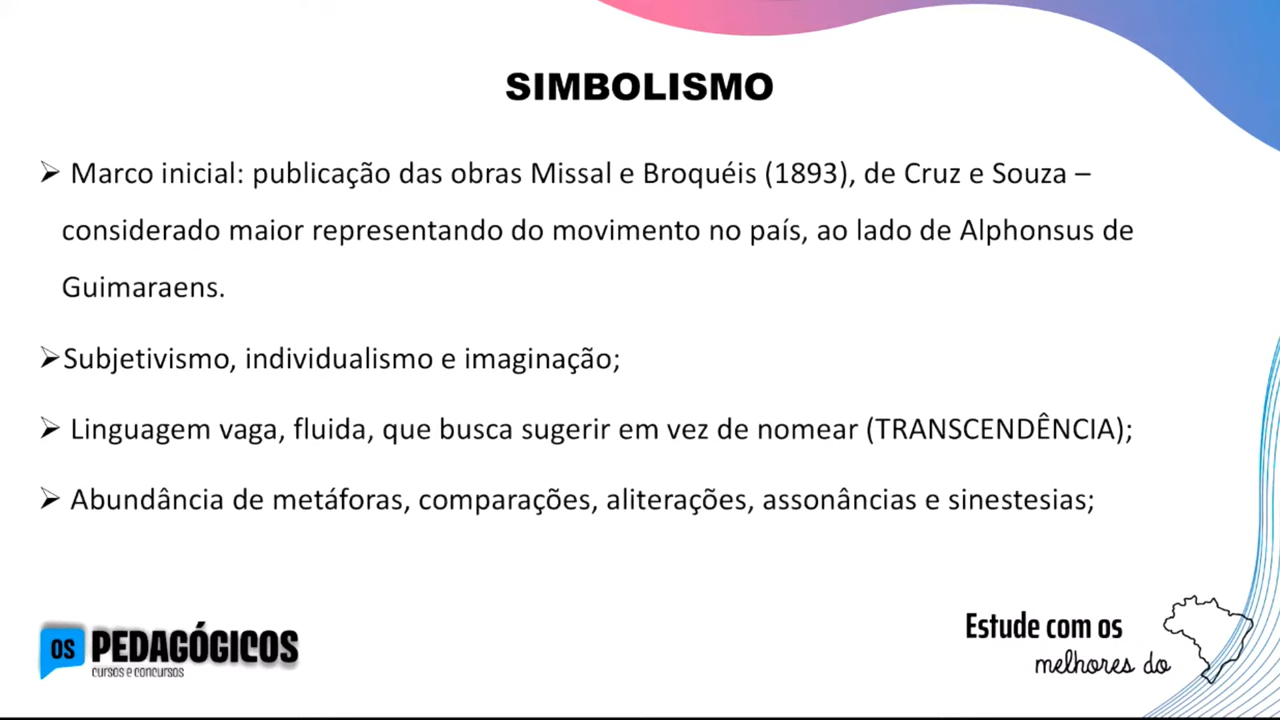 SIMBOLISMO
➢ Marco inicial: publicação das obras Missal e Broquéis (1893), de Cruz e Souza –
considerado maior representando do movimento no país, ao lado de Alphonsus de
Guimaraens.
➢Subjetivismo, individualismo e imaginação;
➢ Linguagem vaga, fluida, que busca sugerir em vez de nomear (TRANSCENDÊNCIA);
➢ Abundância de metáforas, comparações, aliterações, assonâncias e sinestesias;
OS PEDAGÓGICOS
cursos e concursos
Estude com os
melhores do